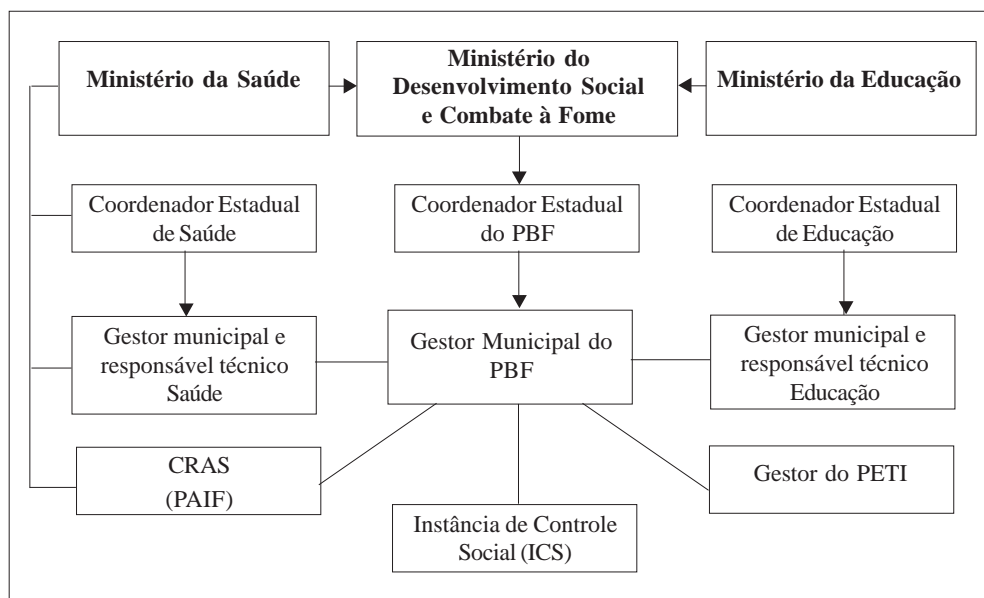 Ministério da Saúde
Ministério do
Desenvolvimento Social
e Combate à Fome
Ministério da Educação
Coordenador Estadual
de Saúde
Coordenador Estadual
do PBF
Coordenador Estadual
de Educação
Gestor municipal e
responsável técnico
Saúde
Gestor Municipal do
PBF
Gestor municipal e
responsável técnico
Educação
CRAS
(PAIF)
Instância de Controle
Social (ICS)
Gestor do PETI